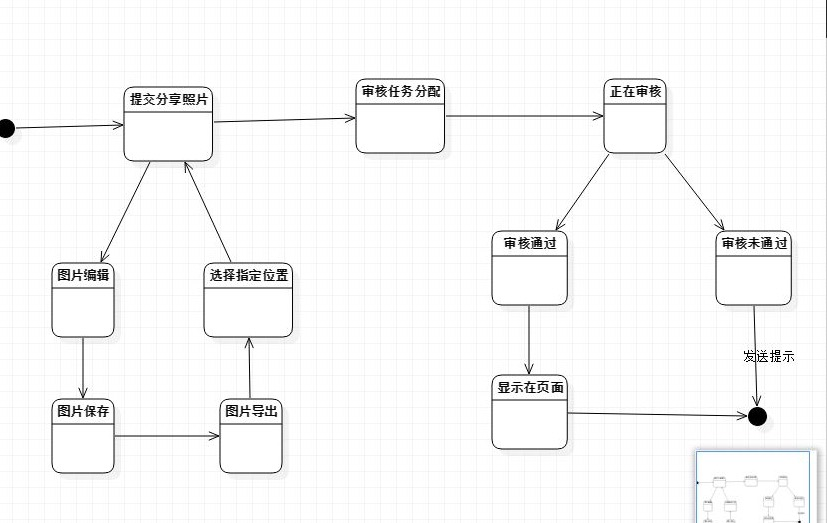 提交分享照片
审核任务分配
正在审核
审核通过
审核未通过
图片编辑
选择指定位置
发送提示
显示在页面
图片保存
图片导出